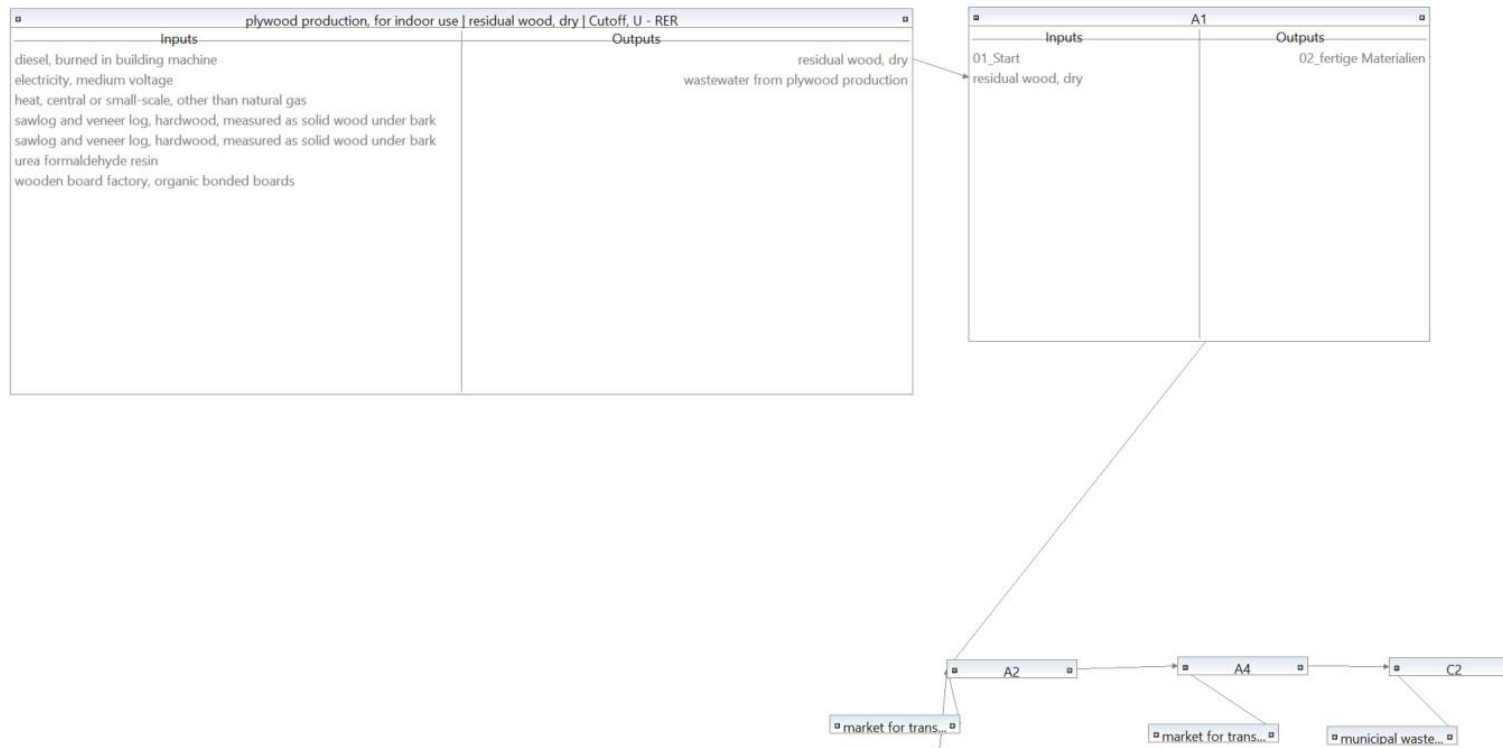 plywood production, for indoor use | residual wood, dry | Cutoff, U - RER
Inputs
Outputs
diesel, burned in building machine
electricity, medium voltage
heat, central or small-scale, other than natural gas
sawlog and veneer log, hardwood, measured as solid wood under bark
sawlog and veneer log, hardwood, measured as solid wood under bark
urea formaldehyde resin
wooden board factory, organic bonded boards
residual wood, dry
wastewater from plywood production
A1
Inputs
Outputs
01_Start
residual wood, dry
02_fertige Materialien
A2
A4
C2
market for trans...
market for trans...
municipal waste...